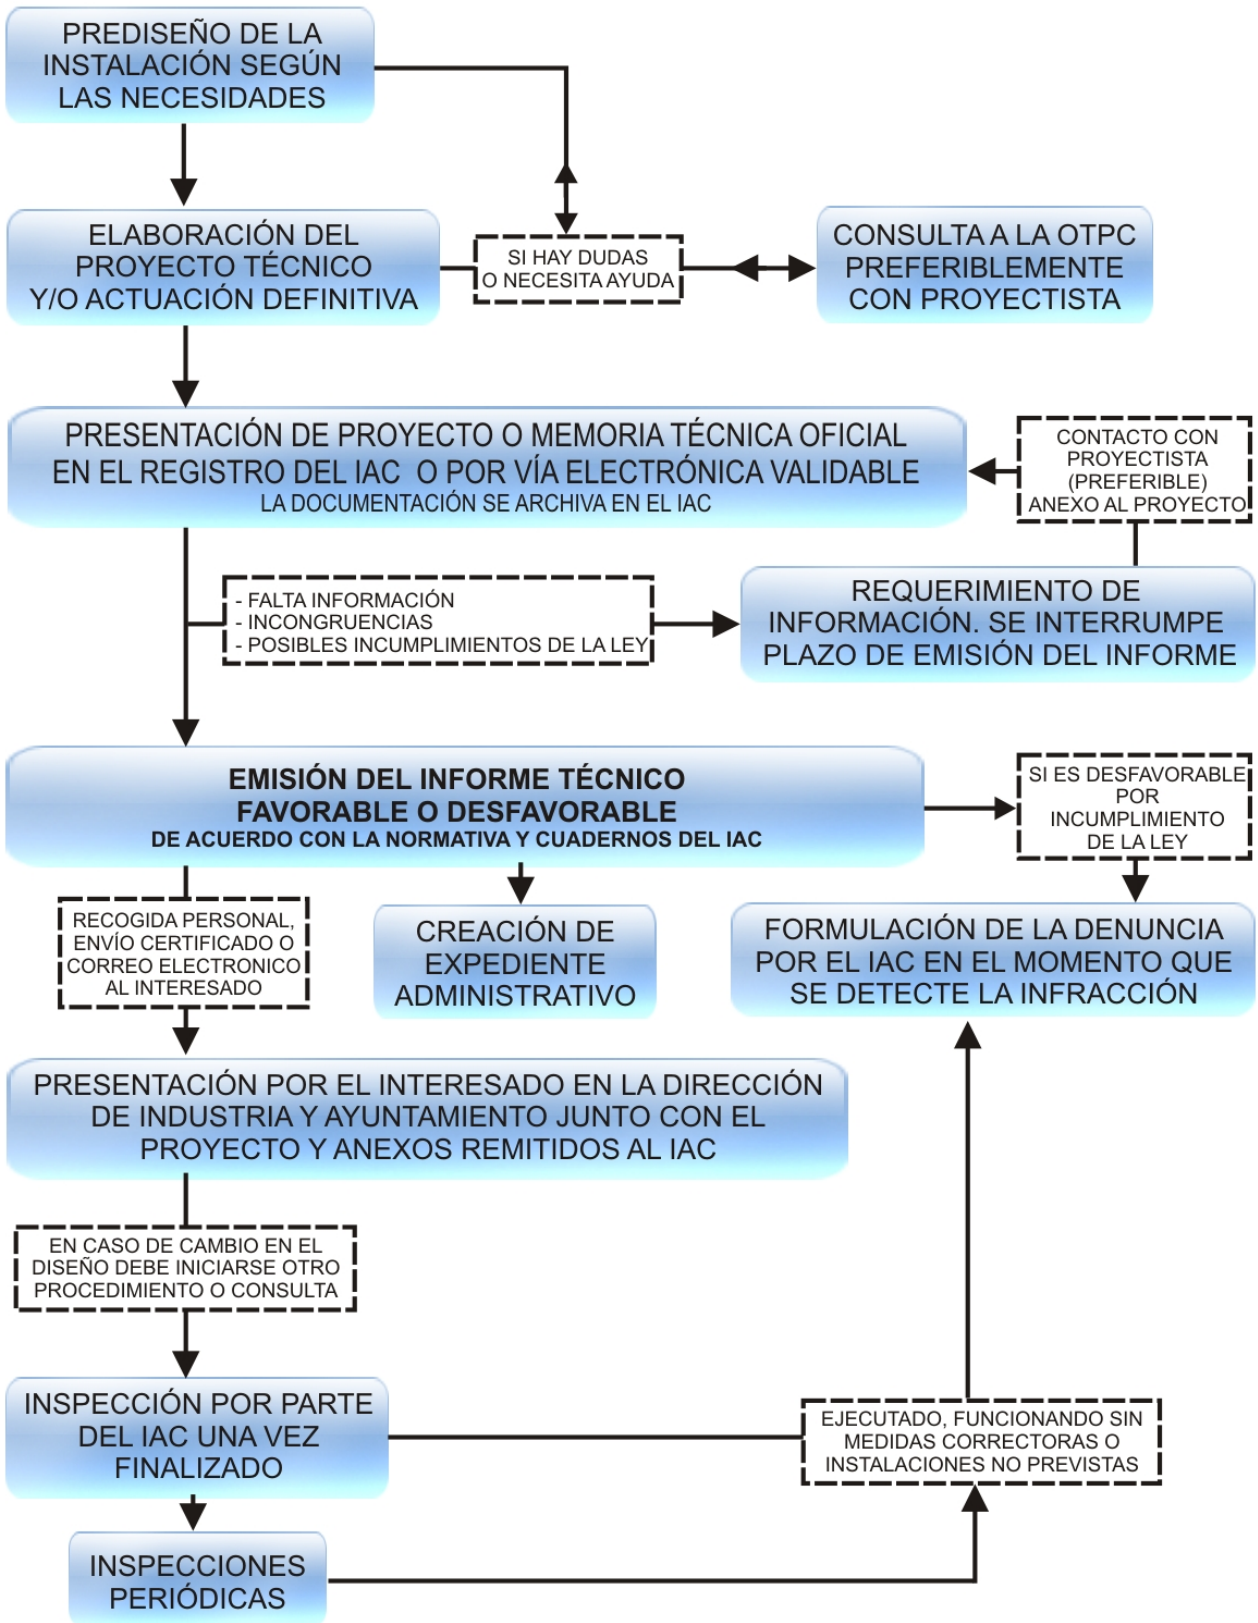 PREDISEÑO DE LA
INSTALACIÓN SEGÚN
LAS NECESIDADES
ELABORACIÓN DEL
PROYECTO TÉCNICO
Y/O ACTUACIÓN DEFINITIVA
SI HAY DUDAS
O NECESITA AYUDA
CONSULTA A LA OTPC
PREFERIBLEMENTE
CON PROYECTISTA
PRESENTACIÓN DE PROYECTO O MEMORIA TÉCNICA OFICIAL
EN EL REGISTRO DEL IAC O POR VÍA ELECTRÓNICA VALIDABLE
LA DOCUMENTACIÓN SE ARCHIVA EN EL IAC
CONTACTO CON
PROYECTISTA
(PREFERIBLE)
ANEXO AL PROYECTO
- FALTA INFORMACIÓN
- INCONGRUENCIAS
- POSIBLES INCUMPLIMIENTOS DE LA LEY
REQUERIMIENTO DE
INFORMACIÓN. SE INTERRUMPE
PLAZO DE EMISIÓN DEL INFORME
EMISIÓN DEL INFORME TÉCNICO
FAVORABLE O DESFAVORABLE
DE ACUERDO CON LA NORMATIVA Y CUADERNOS DEL IAC
SI ES DESFAVORABLE
POR
INCUMPLIMIENTO
DE LA LEY
RECOGIDA PERSONAL,
ENVÍO CERTIFICADO O
CORREO ELECTRONICO
AL INTERESADO
CREACIÓN DE
EXPEDIENTE
ADMINISTRATIVO
FORMULACIÓN DE LA DENUNCIA
POR EL IAC EN EL MOMENTO QUE
SE DETECTE LA INFRACCIÓN
PRESENTACIÓN POR EL INTERESADO EN LA DIRECCIÓN
DE INDUSTRIA Y AYUNTAMIENTO JUNTO CON EL
PROYECTO Y ANEXOS REMITIDOS AL IAC
EN CASO DE CAMBIO EN EL
DISEÑO DEBE INICIARSE OTRO
PROCEDIMIENTO O CONSULTA
INSPECCIÓN POR PARTE
DEL IAC UNA VEZ
FINALIZADO
EJECUTADO, FUNCIONANDO SIN
MEDIDAS CORRECTORAS O
INSTALACIONES NO PREVISTAS
INSPECCIONES
PERIÓDICAS